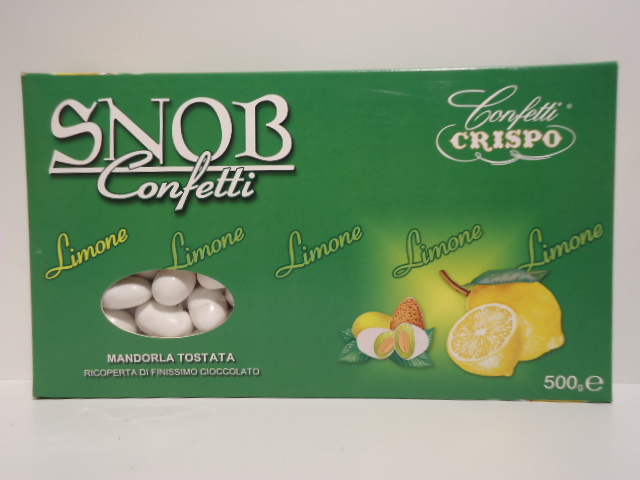 SNOB
Confetti
Confetti®
CRISPO
Limone
Limone
Limone
Limone
Limone
MANDORLA TOSTATA
RICOPERTA DI FINISSIMO CIOCCOLATO
500g e